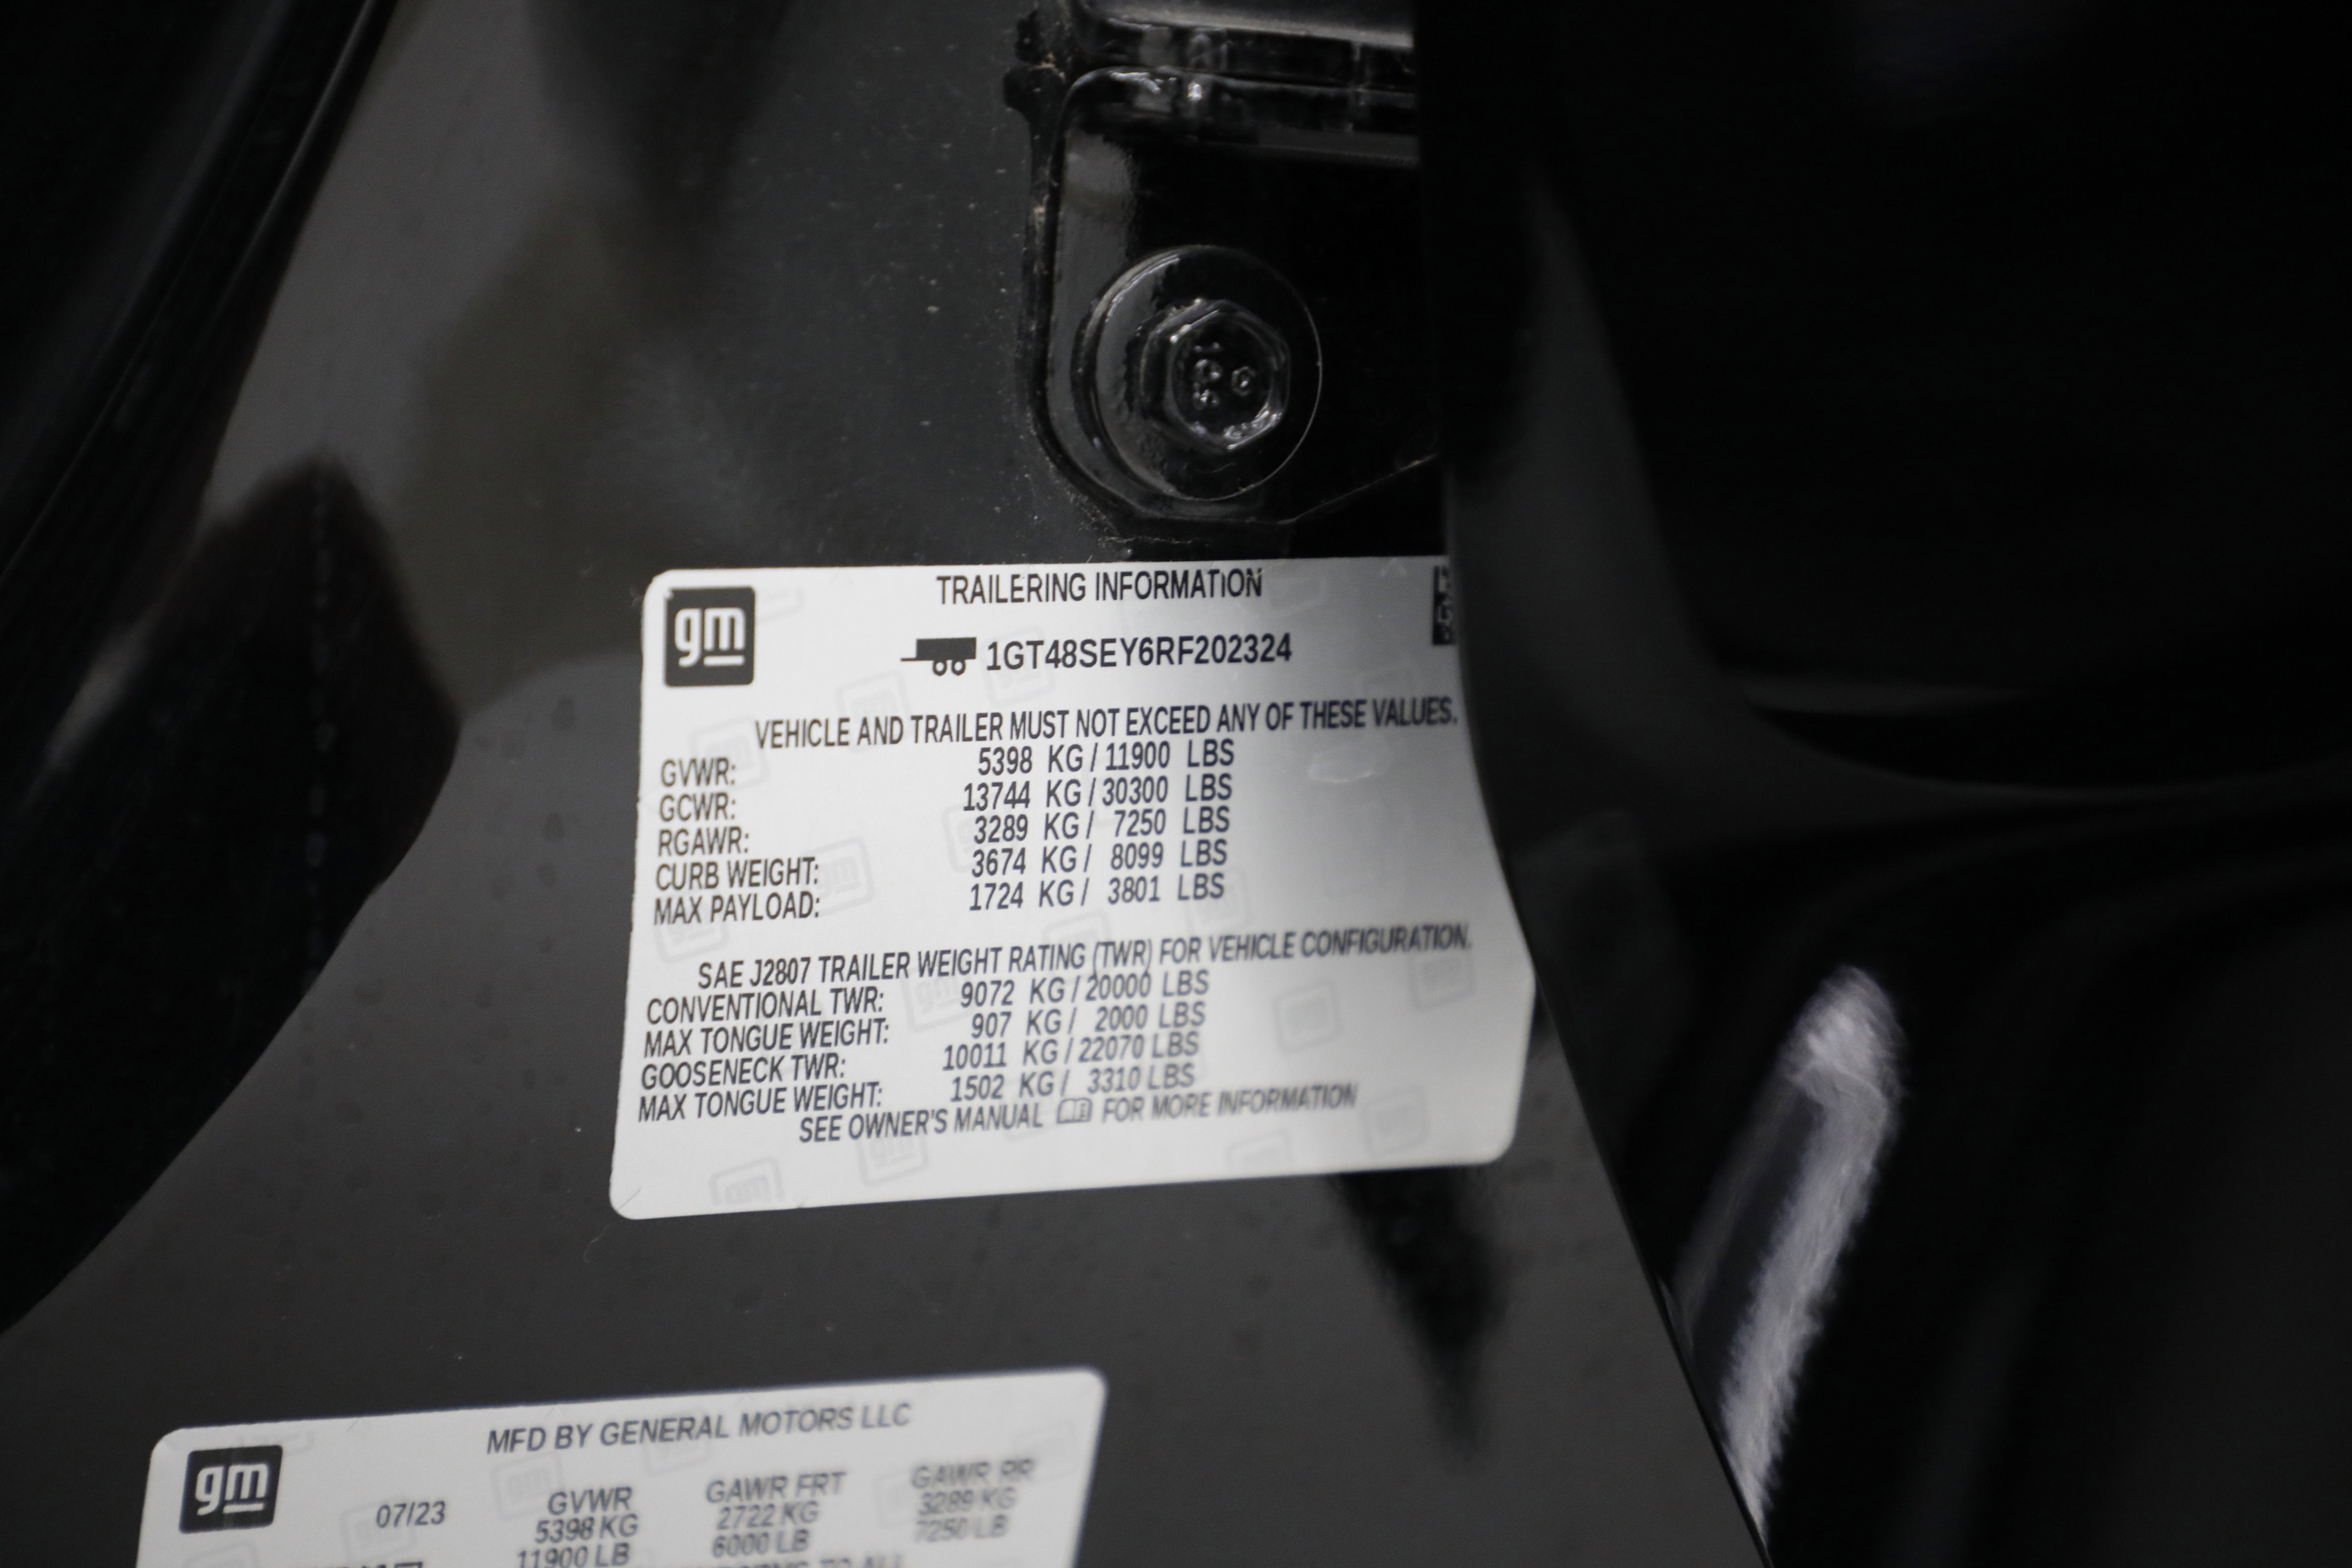 gm
TRAILERING INFORMATION
1GT48SEY6RF202324
VEHICLE AND TRAILER MUST NOT EXCEED ANY OF THESE VALUES.
GVWR: 5398 KG / 11900 LBS
GCWR: 13744 KG / 30300 LBS
RGAWR: 3289 KG / 7250 LBS
CURB WEIGHT: 3674 KG / 8099 LBS
MAX PAYLOAD: 1724 KG / 3801 LBS
SAE J2807 TRAILER WEIGHT RATING (TWR) FOR VEHICLE CONFIGURATION.
CONVENTIONAL TWR: 9072 KG / 20000 LBS
MAX TONGUE WEIGHT: 907 KG / 2000 LBS
GOOSENECK TWR: 10011 KG / 22070 LBS
MAX TONGUE WEIGHT: 1502 KG / 3310 LBS
SEE OWNER'S MANUAL FOR MORE INFORMATION
gm
MFD BY GENERAL MOTORS LLC
07/23 GVWR GAWR FRT GAWR RR
5398 KG 2722 KG 3289 KG
11900 LB 6000 LB 7250 LB
TO ALL